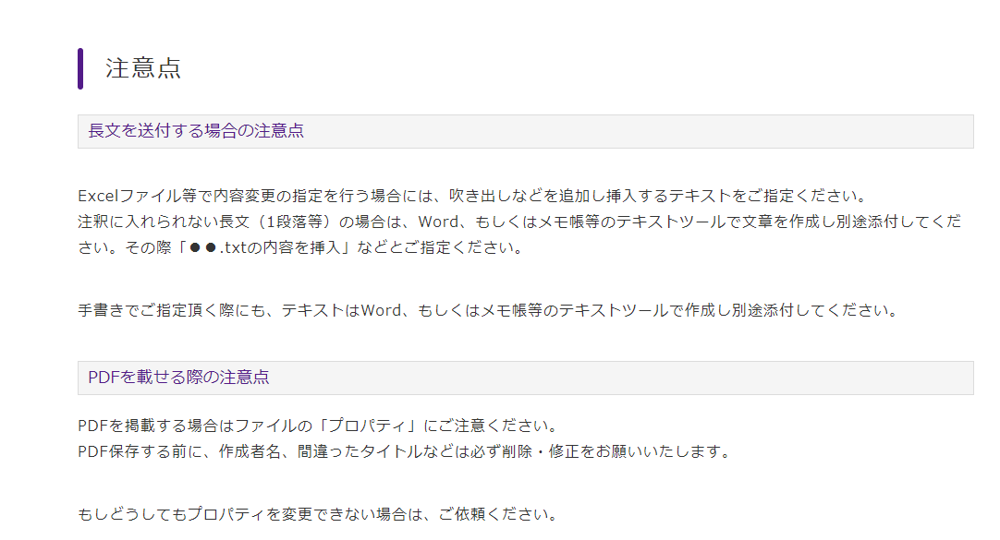 注意点
長文を送付する場合の注意点
Excelファイル等で内容変更の指定を行う場合には、吹き出しなどを追加し挿入するテキストをご指定ください。
注釈に入れられない長文（1段落等）の場合は、Word、もしくはメモ帳等のテキストツールで文章を作成し別途添付してくだ
さい。その際「●●.txtの内容を挿入」などとご指定ください。
手書きでご指定頂く際にも、テキストはWord、もしくはメモ帳等のテキストツールで作成し別途添付してください。
PDFを載せる際の注意点
PDFを掲載する場合はファイルの「プロパティ」にご注意ください。
PDF保存する前に、作成者名、間違ったタイトルなどは必ず削除・修正をお願いいたします。
もしどうしてもプロパティを変更できない場合は、ご依頼ください。